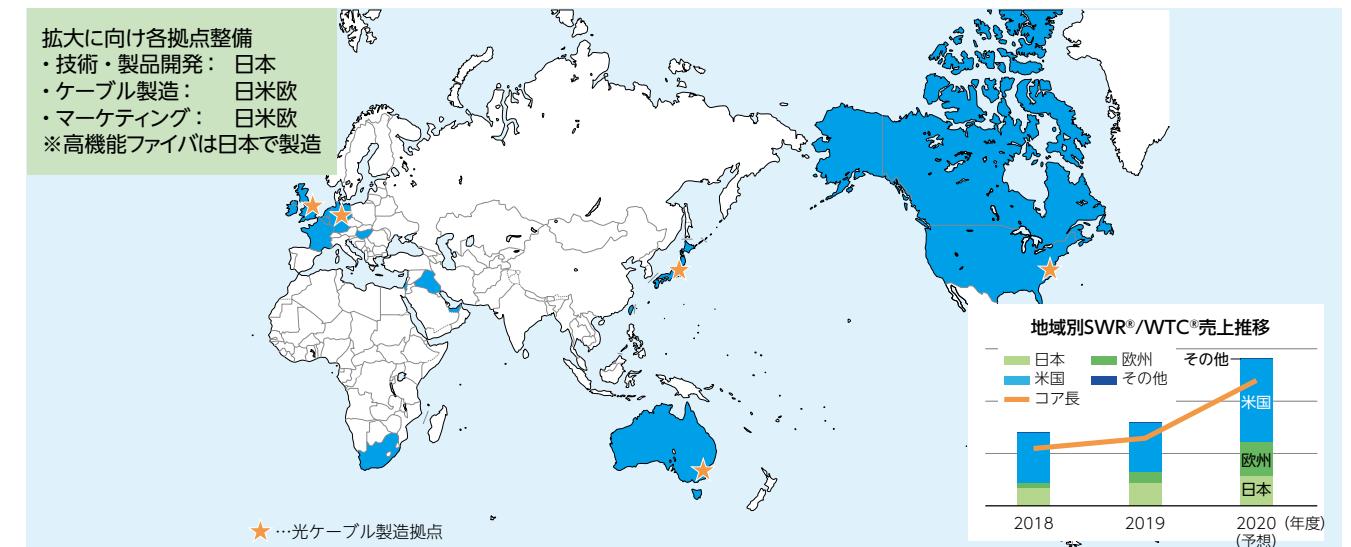 拡大に向け各拠点整備
・技術・製品開発： 日本
・ケーブル製造： 日米欧
・マーケティング： 日米欧
※高機能ファイバは日本で製造
★…光ケーブル製造拠点
地域別SWR®/WTC®売上推移
日本 欧州
米国 その他
コア長
その他
米国
欧州
日本
2018 2019 2020 (年度)
(予想)